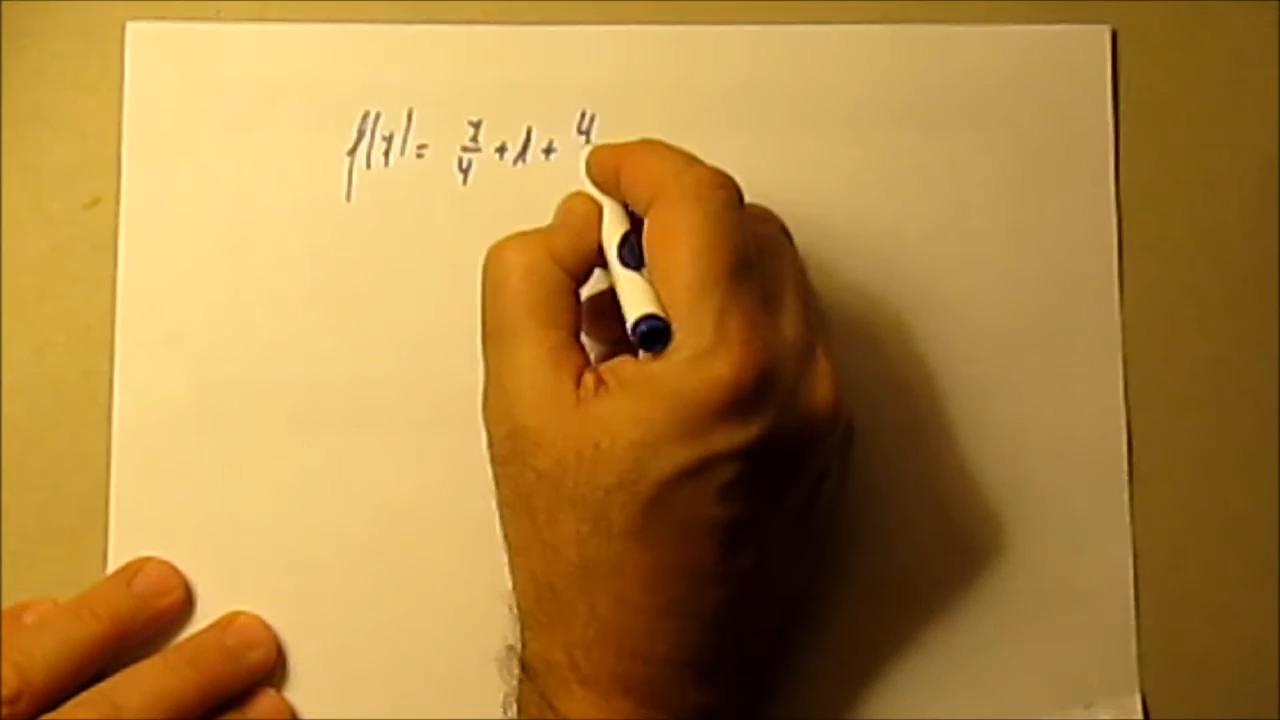 f(x) = x/4 + 1 + 4